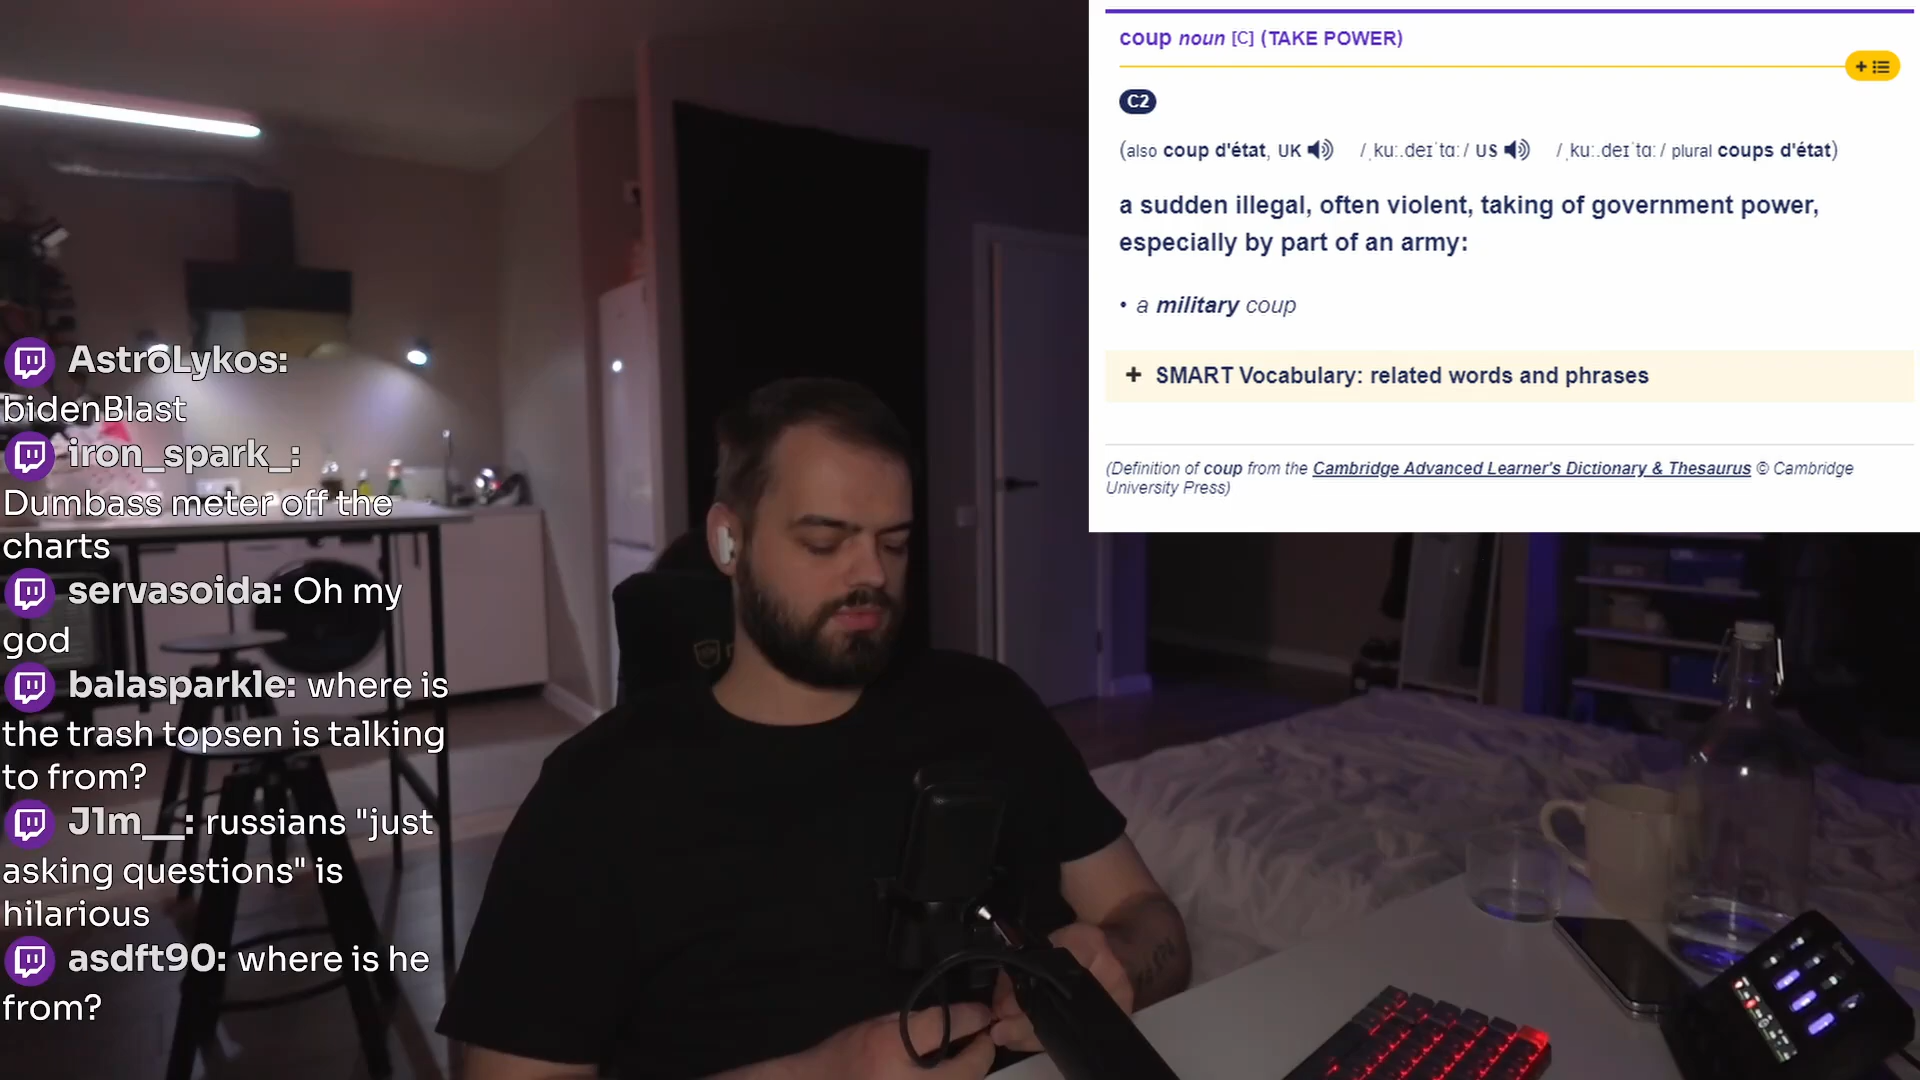 coup noun [C] (TAKE POWER)
C2
(also coup d'état, UK /ˌkuː.deɪˈtɑː/ US /ˌkuː.deɪˈtɑː/ plural coups d'état)
a sudden illegal, often violent, taking of government power,
especially by part of an army:
• a military coup
+ SMART Vocabulary: related words and phrases
(Definition of coup from the Cambridge Advanced Learner's Dictionary & Thesaurus © Cambridge
University Press)
AstroLykos:
bidenBlast
iron_spark_:
Dumbass meter off the
charts
servasoida: Oh my
god
balasparkle: where is
the trash topsen is talking
to from?
J1m__: russians "just
asking questions" is
hilarious
asdft90: where is he
from?